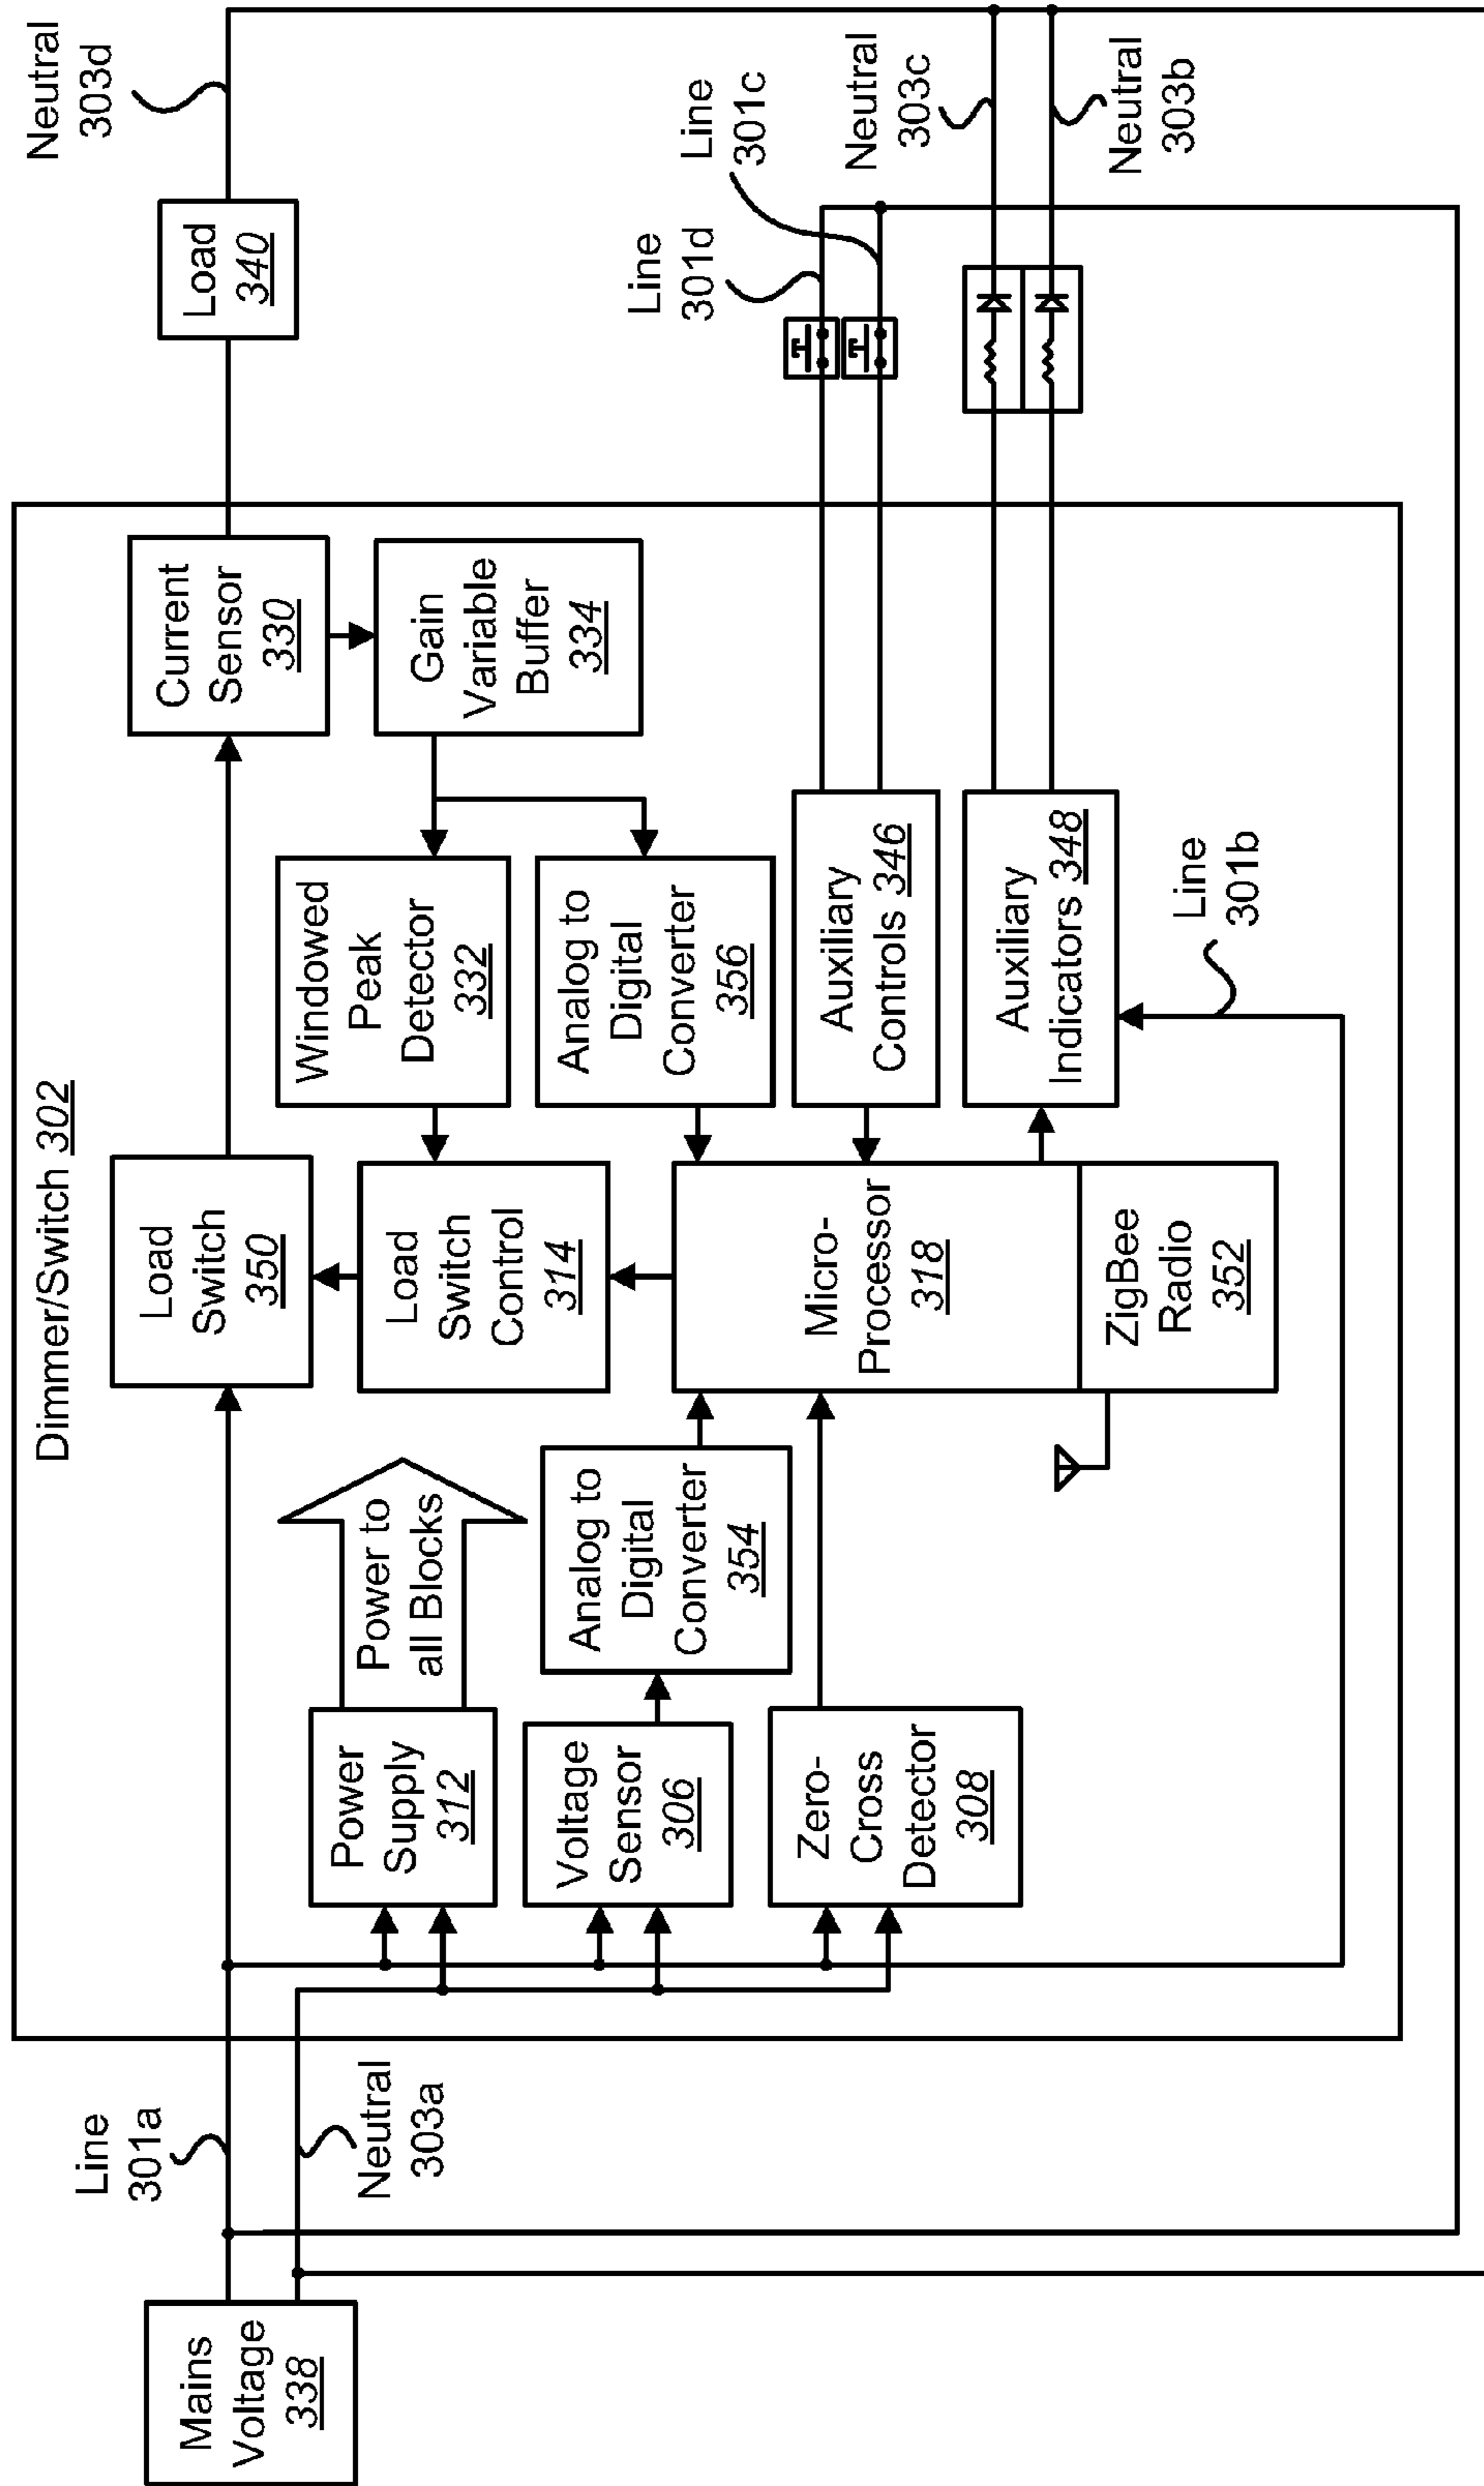 Dimmer/Switch 302
Mains
Voltage
338
Line
301a
Neutral
303a
Power
Supply
312
Power to
all Blocks
Voltage
Sensor
306
Analog to
Digital
Converter
354
Zero-
Cross
Detector
308
Load
Switch
350
Load
Switch
Control
314
Micro-
Processor
318
ZigBee
Radio
352
Windowed
Peak
Detector
332
Analog to
Digital
Converter
356
Auxiliary
Controls 346
Auxiliary
Indicators 348
Line
301b
Current
Sensor
330
Gain
Variable
Buffer
334
Load
340
Neutral
303d
Line
301d
Line
301c
Neutral
303c
Neutral
303b